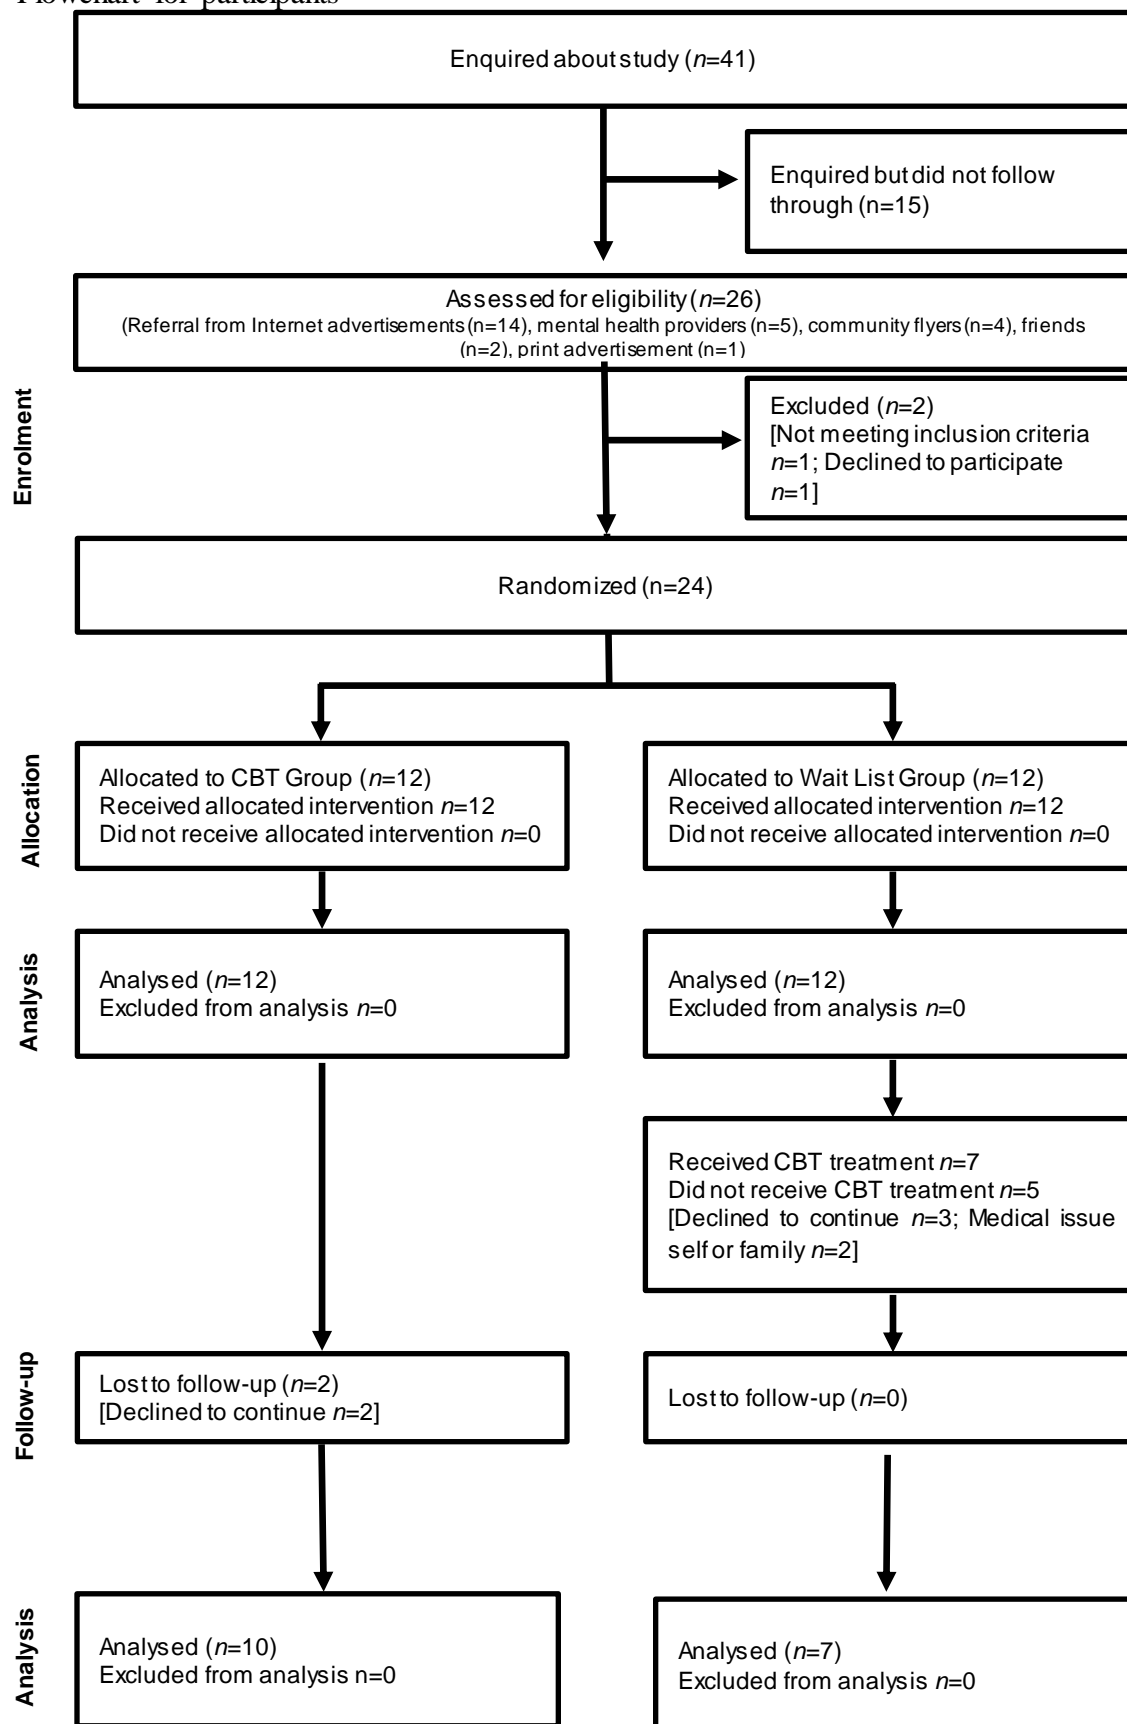 Flowchart for participants
Enquired about study (n=41)
Enquired but did not follow
through (n=15)
Assessed for eligibility (n=26)
(Referral from Internet advertisements (n=14), mental health providers (n=5), community flyers (n=4), friends
(n=2), print advertisement (n=1)
Enrolment
Excluded (n=2)
[Not meeting inclusion criteria
n=1; Declined to participate
n=1]
Randomized (n=24)
Allocation
Allocated to CBT Group (n=12)
Received allocated intervention n=12
Did not receive allocated intervention n=0
Allocated to Wait List Group (n=12)
Received allocated intervention n=12
Did not receive allocated intervention n=0
Analysis
Analysed (n=12)
Excluded from analysis n=0
Analysed (n=12)
Excluded from analysis n=0
Received CBT treatment n=7
Did not receive CBT treatment n=5
[Declined to continue n=3; Medical issue
self or family n=2]
Follow-up
Lost to follow-up (n=2)
[Declined to continue n=2]
Lost to follow-up (n=0)
Analysis
Analysed (n=10)
Excluded from analysis n=0
Analysed (n=7)
Excluded from analysis n=0